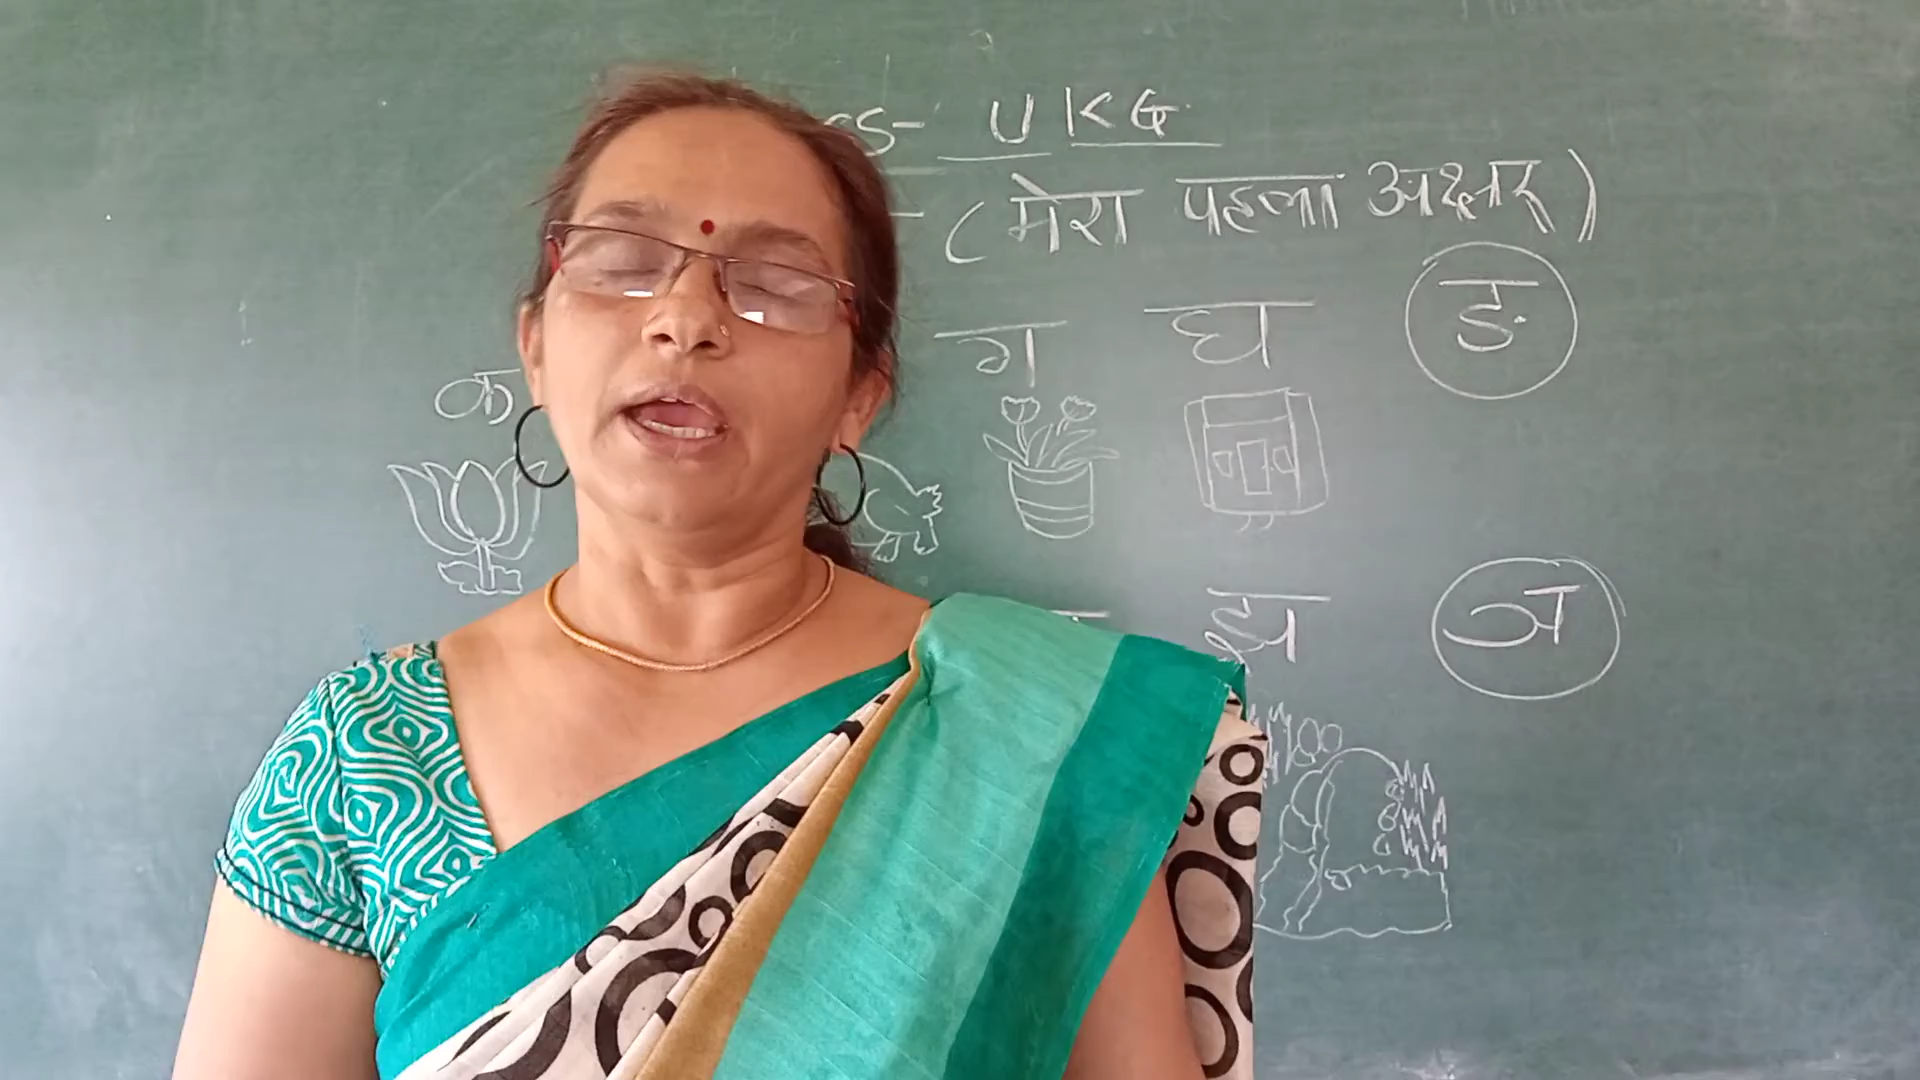 UKG
(मेरा पहला अक्षर)
क ग घ ङ
झ ञ